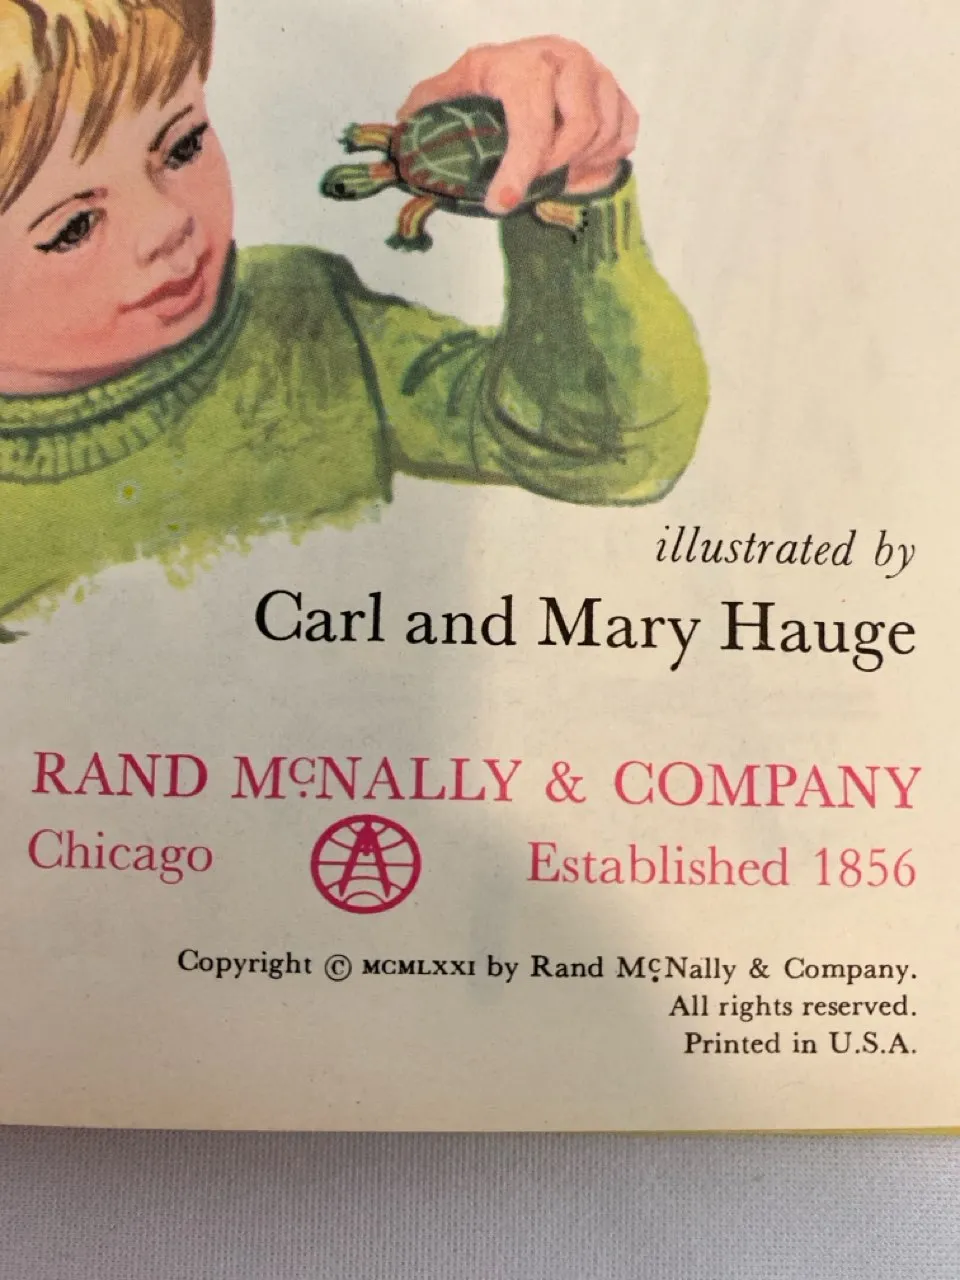 illustrated by
Carl and Mary Hauge
RAND McNALLY & COMPANY
Chicago
Established 1856
Copyright © MCMLXXI by Rand McNally & Company.
All rights reserved.
Printed in U.S.A.